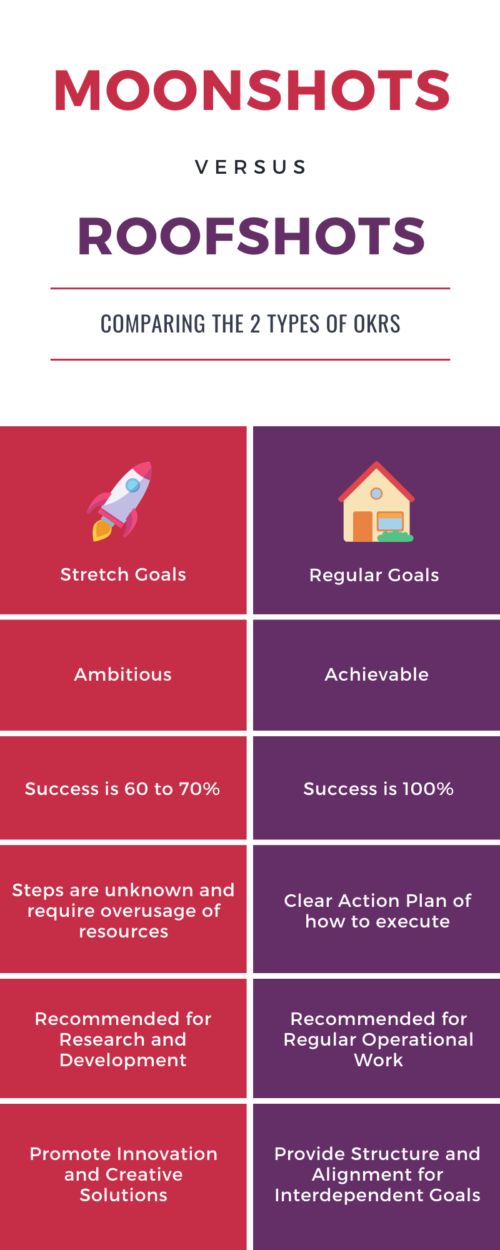 MOONSHOTS
VERSUS
ROOFSHOTS
COMPARING THE 2 TYPES OF OKRS
Stretch Goals
Regular Goals
Ambitious
Achievable
Success is 60 to 70%
Success is 100%
Steps are unknown and
require overusage of
resources
Clear Action Plan of
how to execute
Recommended for
Research and
Development
Recommended for
Regular Operational
Work
Promote Innovation
and Creative
Solutions
Provide Structure and
Alignment for
Interdependent Goals